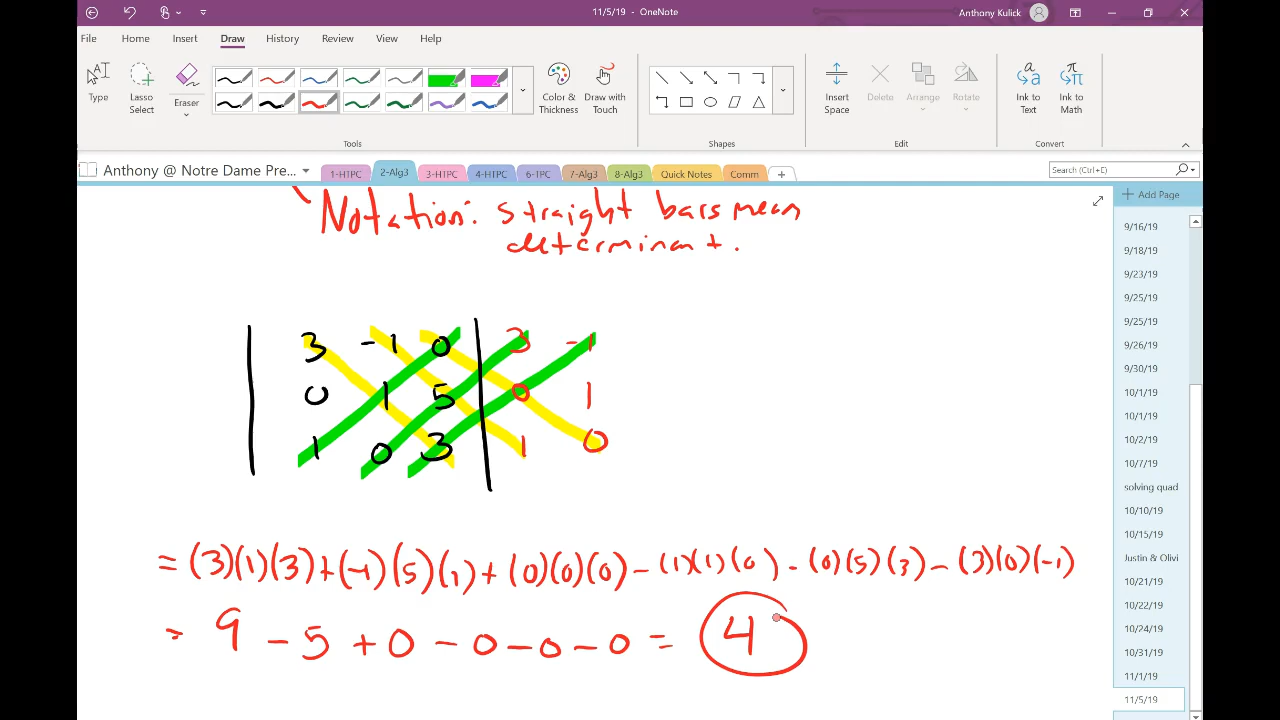 11/5/19 - OneNote
Anthony Kulick
File Home Insert Draw History Review View Help
Type
Lasso Select
Eraser
Color & Thickness
Draw with Touch
Insert Space
Delete
Arrange
Rotate
Ink to Text
Ink to Math
Tools Shapes Edit Convert
Anthony @ Notre Dame Pre... 1-HTPC 2-Alg3 3-HTPC 4-HTPC 6-TPC 7-Alg3 8-Alg3 Quick Notes Comm + Search (Ctrl+E)
Add Page
9/16/19
9/18/19
9/23/19
9/25/19
9/25/19
9/26/19
9/30/19
10/1/19
10/1/19
10/2/19
10/7/19
solving quad
10/10/19
10/15/19
Justin & Olivi
10/21/19
10/22/19
10/24/19
10/31/19
11/1/19
11/5/19
Notation: straight bars mean
determinant.
| 3 -1 0 | 3 -1
0 1 5 0 1
1 0 3 1 0
= (3)(1)(3)+(-1)(5)(1)+(0)(0)(0)-(1)(1)(0)-(0)(5)(3)-(3)(0)(-1)
= 9 - 5 + 0 - 0 - 0 - 0 = 4